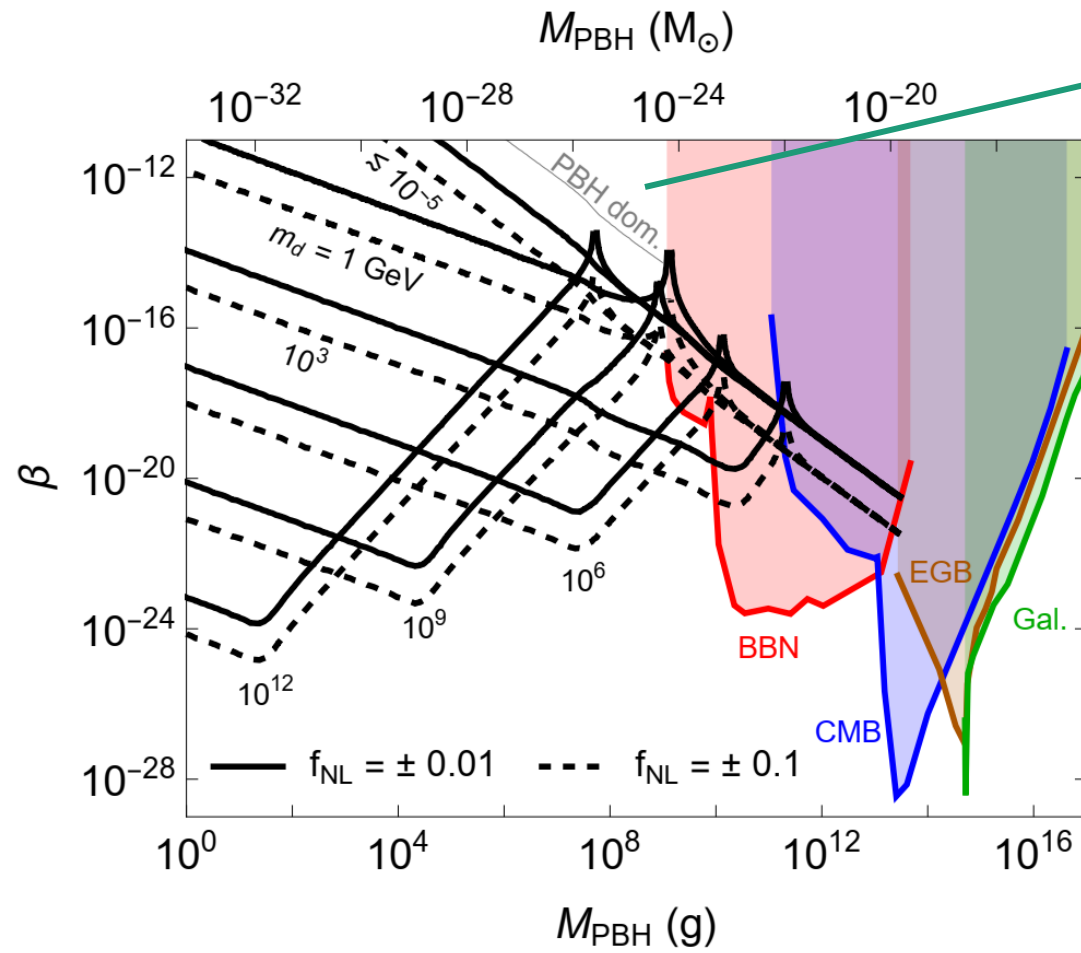 M_PBH (M_⊙)
10^−32 10^−28 10^−24 10^−20
10^−12
10^−16
10^−20
10^−24
10^−28
β
≲ 10^−5
PBH dom.
m_d = 1 GeV
10^3
10^6
10^9
10^12
EGB
Gal.
BBN
CMB
f_NL = ± 0.01 f_NL = ± 0.1
10^0 10^4 10^8 10^12 10^16
M_PBH (g)